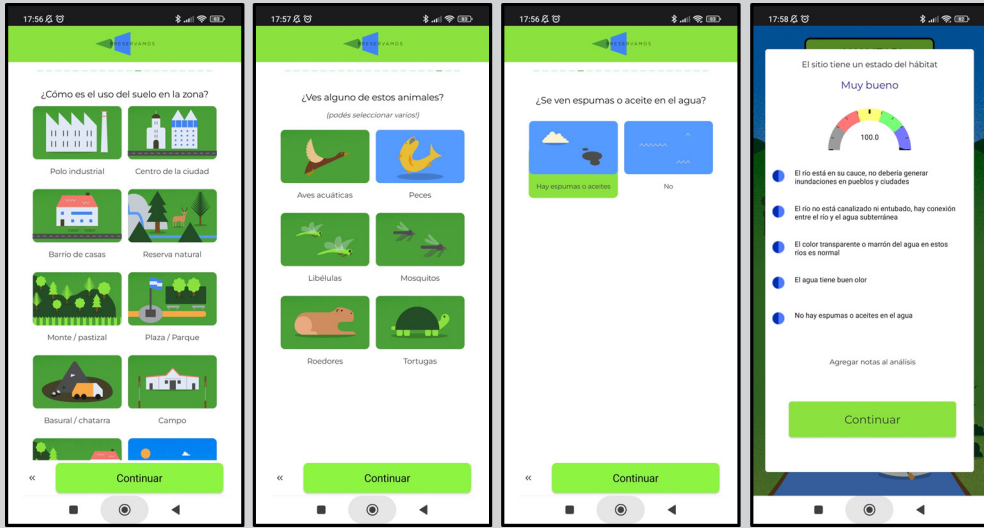 17:56
PRESERVAMOS
¿Cómo es el uso del suelo en la zona?
Polo industrial
Centro de la ciudad
Barrio de casas
Reserva natural
Monte / pastizal
Plaza / Parque
Basural / chatarra
Campo
«
Continuar
17:57
PRESERVAMOS
¿Ves alguno de estos animales?
(podés seleccionar varios!)
Aves acuáticas
Peces
Libélulas
Mosquitos
Roedores
Tortugas
«
Continuar
17:56
PRESERVAMOS
¿Se ven espumas o aceite en el agua?
Hay espumas o aceites
No
«
Continuar
17:58
El sitio tiene un estado del hábitat
Muy bueno
100.0
El río está en su cauce, no debería generar
inundaciones en pueblos y ciudades
El río no está canalizado ni entubado, hay conexión
entre el río y el agua subterránea
El color transparente o marrón del agua en estos
ríos es normal
El agua tiene buen olor
No hay espumas o aceites en el agua
Agregar notas al análisis
Continuar